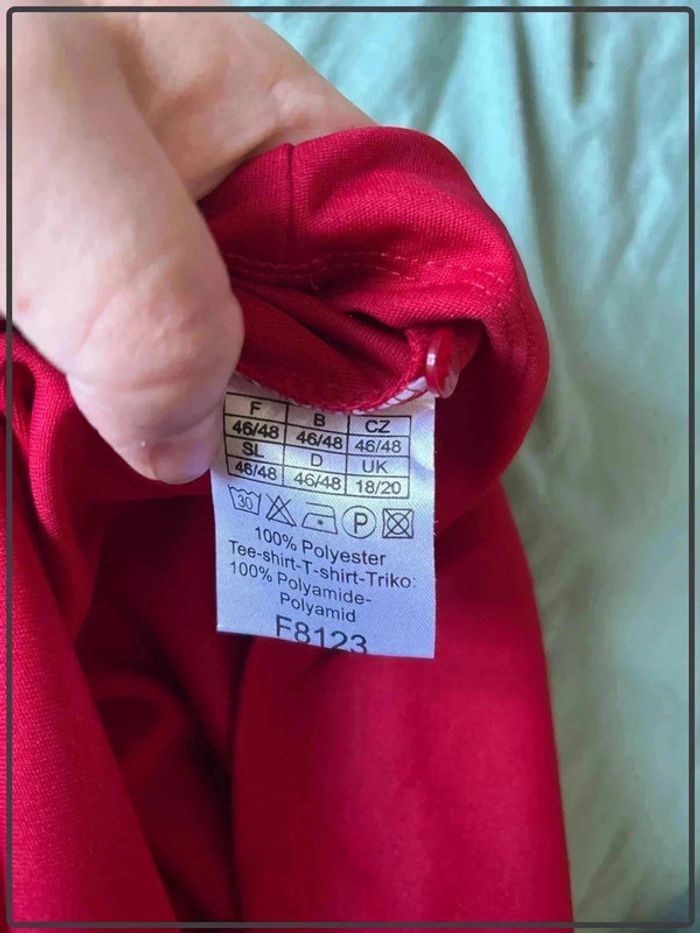 F B CZ
46/48 46/48 46/48
SL D UK
46/48 46/48 18/20
30 P
100% Polyester
Tee-shirt-T-shirt-Triko:
100% Polyamide-
Polyamid
F8123